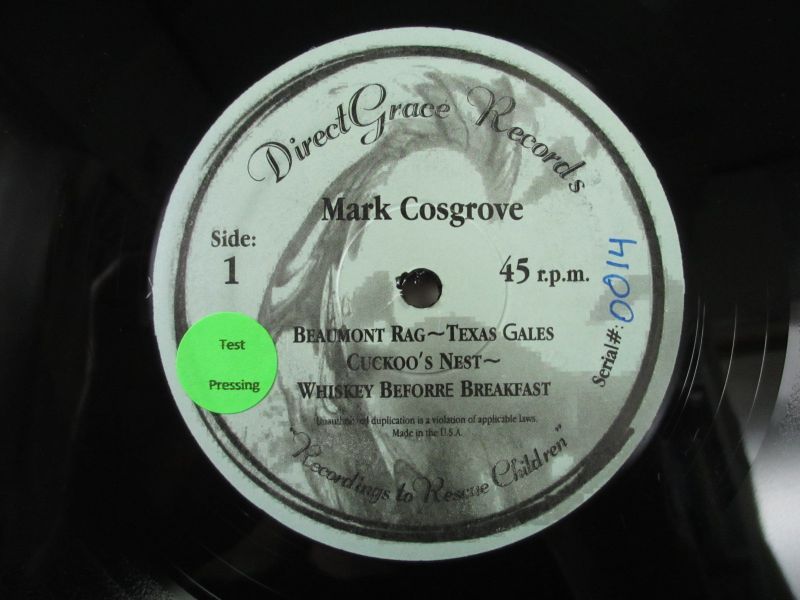 DirectGrace Records
Mark Cosgrove
Side:
1
45 r.p.m.
Serial#: 0014
Test
Pressing
BEAUMONT RAG~TEXAS GALES
CUCKOO'S NEST~
WHISKEY BEFORRE BREAKFAST
Unauthorized duplication is a violation of applicable laws.
Made in the U.S.A.
"Recordings to Rescue Children"